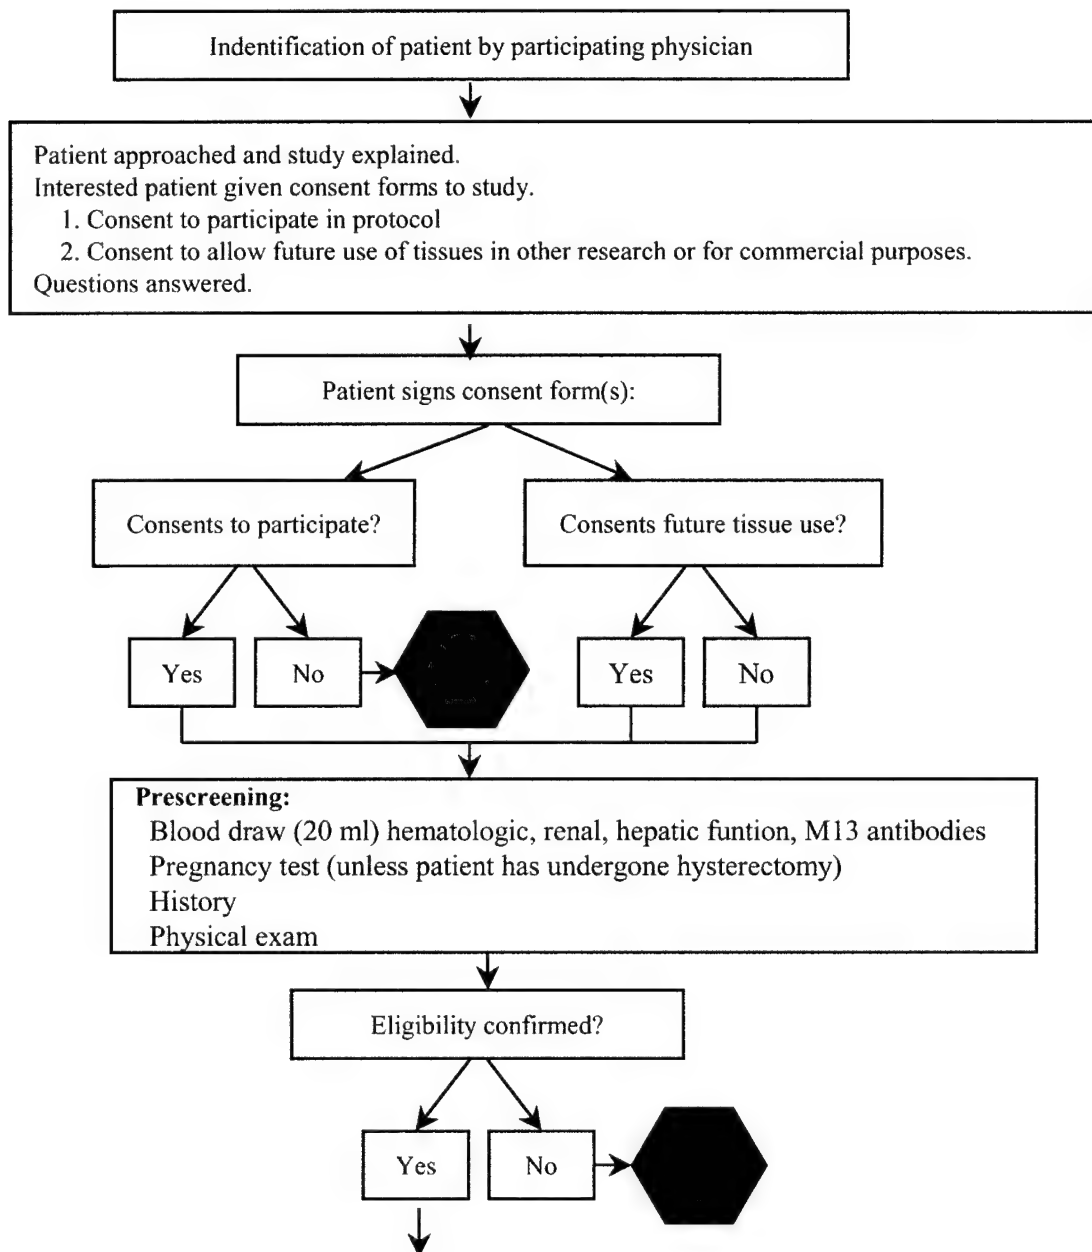 Indentification of patient by participating physician
Patient approached and study explained.
Interested patient given consent forms to study.
1. Consent to participate in protocol
2. Consent to allow future use of tissues in other research or for commercial purposes.
Questions answered.
Patient signs consent form(s):
Consents to participate?
Consents future tissue use?
Yes
No
Yes
No
Prescreening:
Blood draw (20 ml) hematologic, renal, hepatic funtion, M13 antibodies
Pregnancy test (unless patient has undergone hysterectomy)
History
Physical exam
Eligibility confirmed?
Yes
No